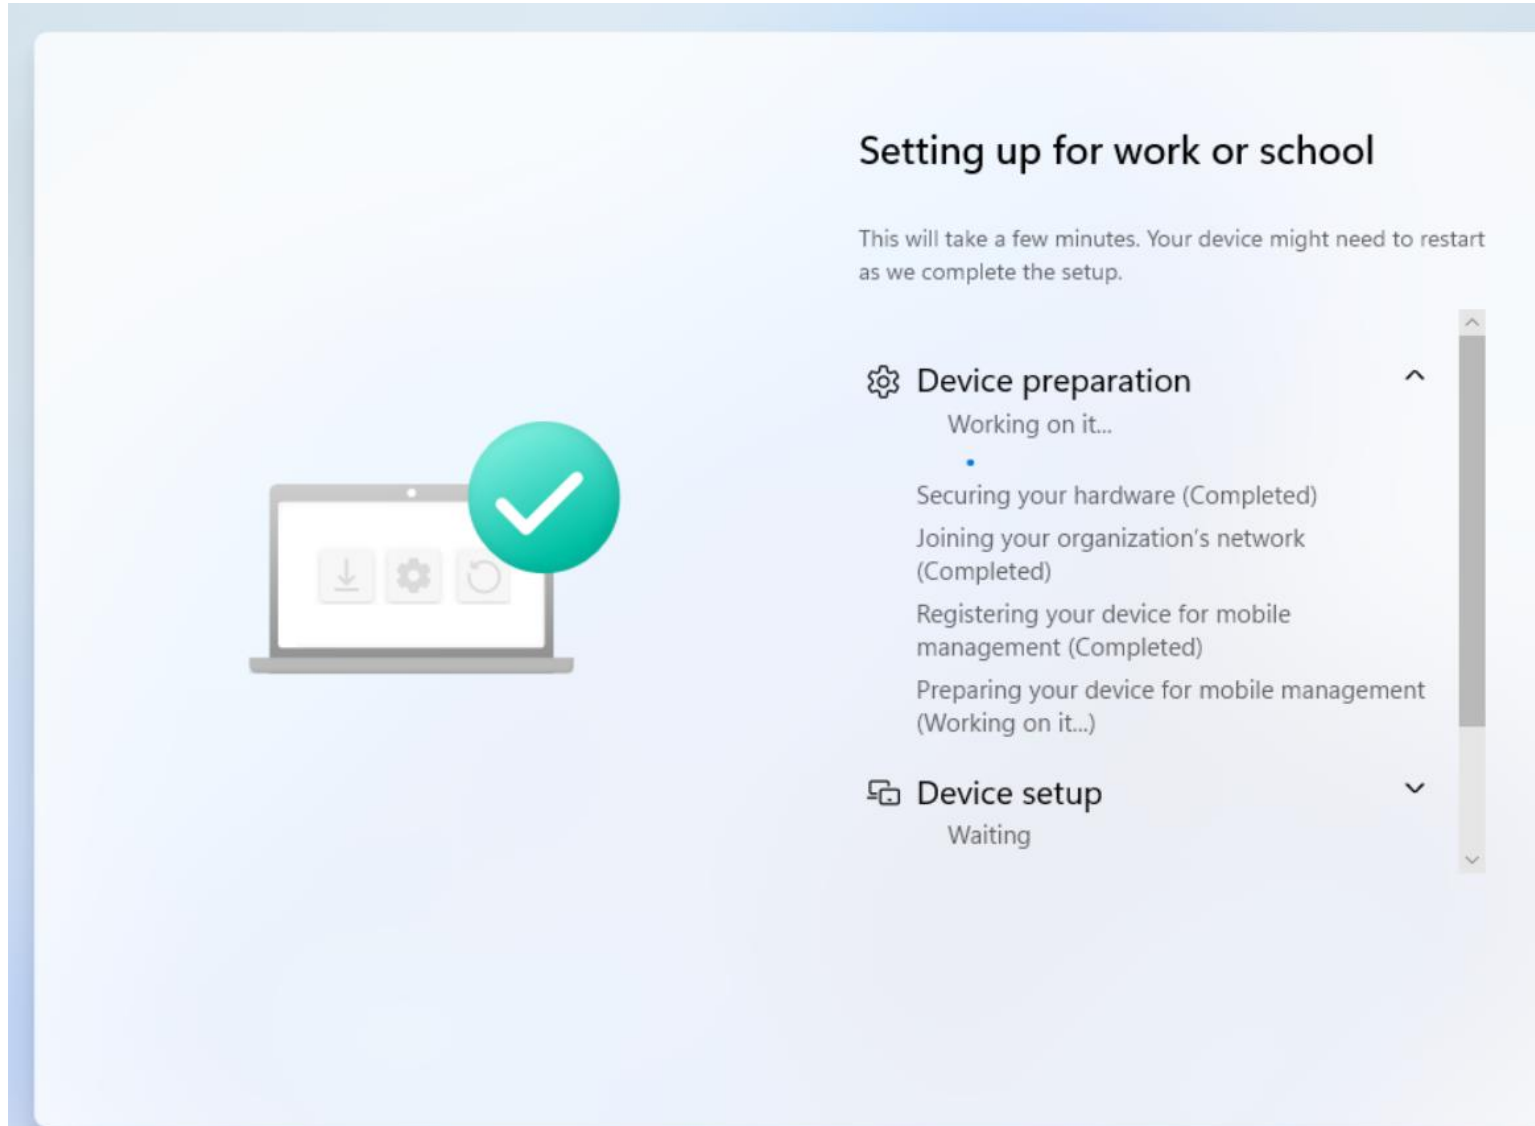 Setting up for work or school
This will take a few minutes. Your device might need to restart
as we complete the setup.
Device preparation
Working on it...
Securing your hardware (Completed)
Joining your organization’s network
(Completed)
Registering your device for mobile
management (Completed)
Preparing your device for mobile management
(Working on it...)
Device setup
Waiting